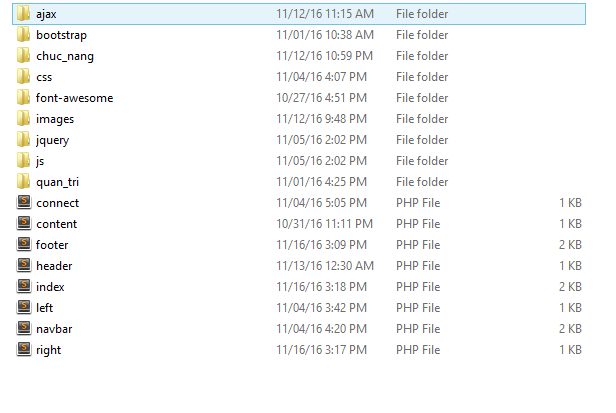 ajax 11/12/16 11:15 AM File folder
bootstrap 11/01/16 10:38 AM File folder
chuc_nang 11/12/16 10:59 PM File folder
css 11/04/16 4:07 PM File folder
font-awesome 10/27/16 4:51 PM File folder
images 11/12/16 9:48 PM File folder
jquery 11/05/16 2:02 PM File folder
js 11/05/16 2:02 PM File folder
quan_tri 11/01/16 4:25 PM File folder
connect 11/04/16 5:05 PM PHP File 1 KB
content 10/31/16 11:11 PM PHP File 1 KB
footer 11/16/16 3:09 PM PHP File 2 KB
header 11/13/16 12:30 AM PHP File 1 KB
index 11/16/16 3:18 PM PHP File 2 KB
left 11/04/16 3:42 PM PHP File 1 KB
navbar 11/04/16 4:20 PM PHP File 2 KB
right 11/16/16 3:17 PM PHP File 1 KB